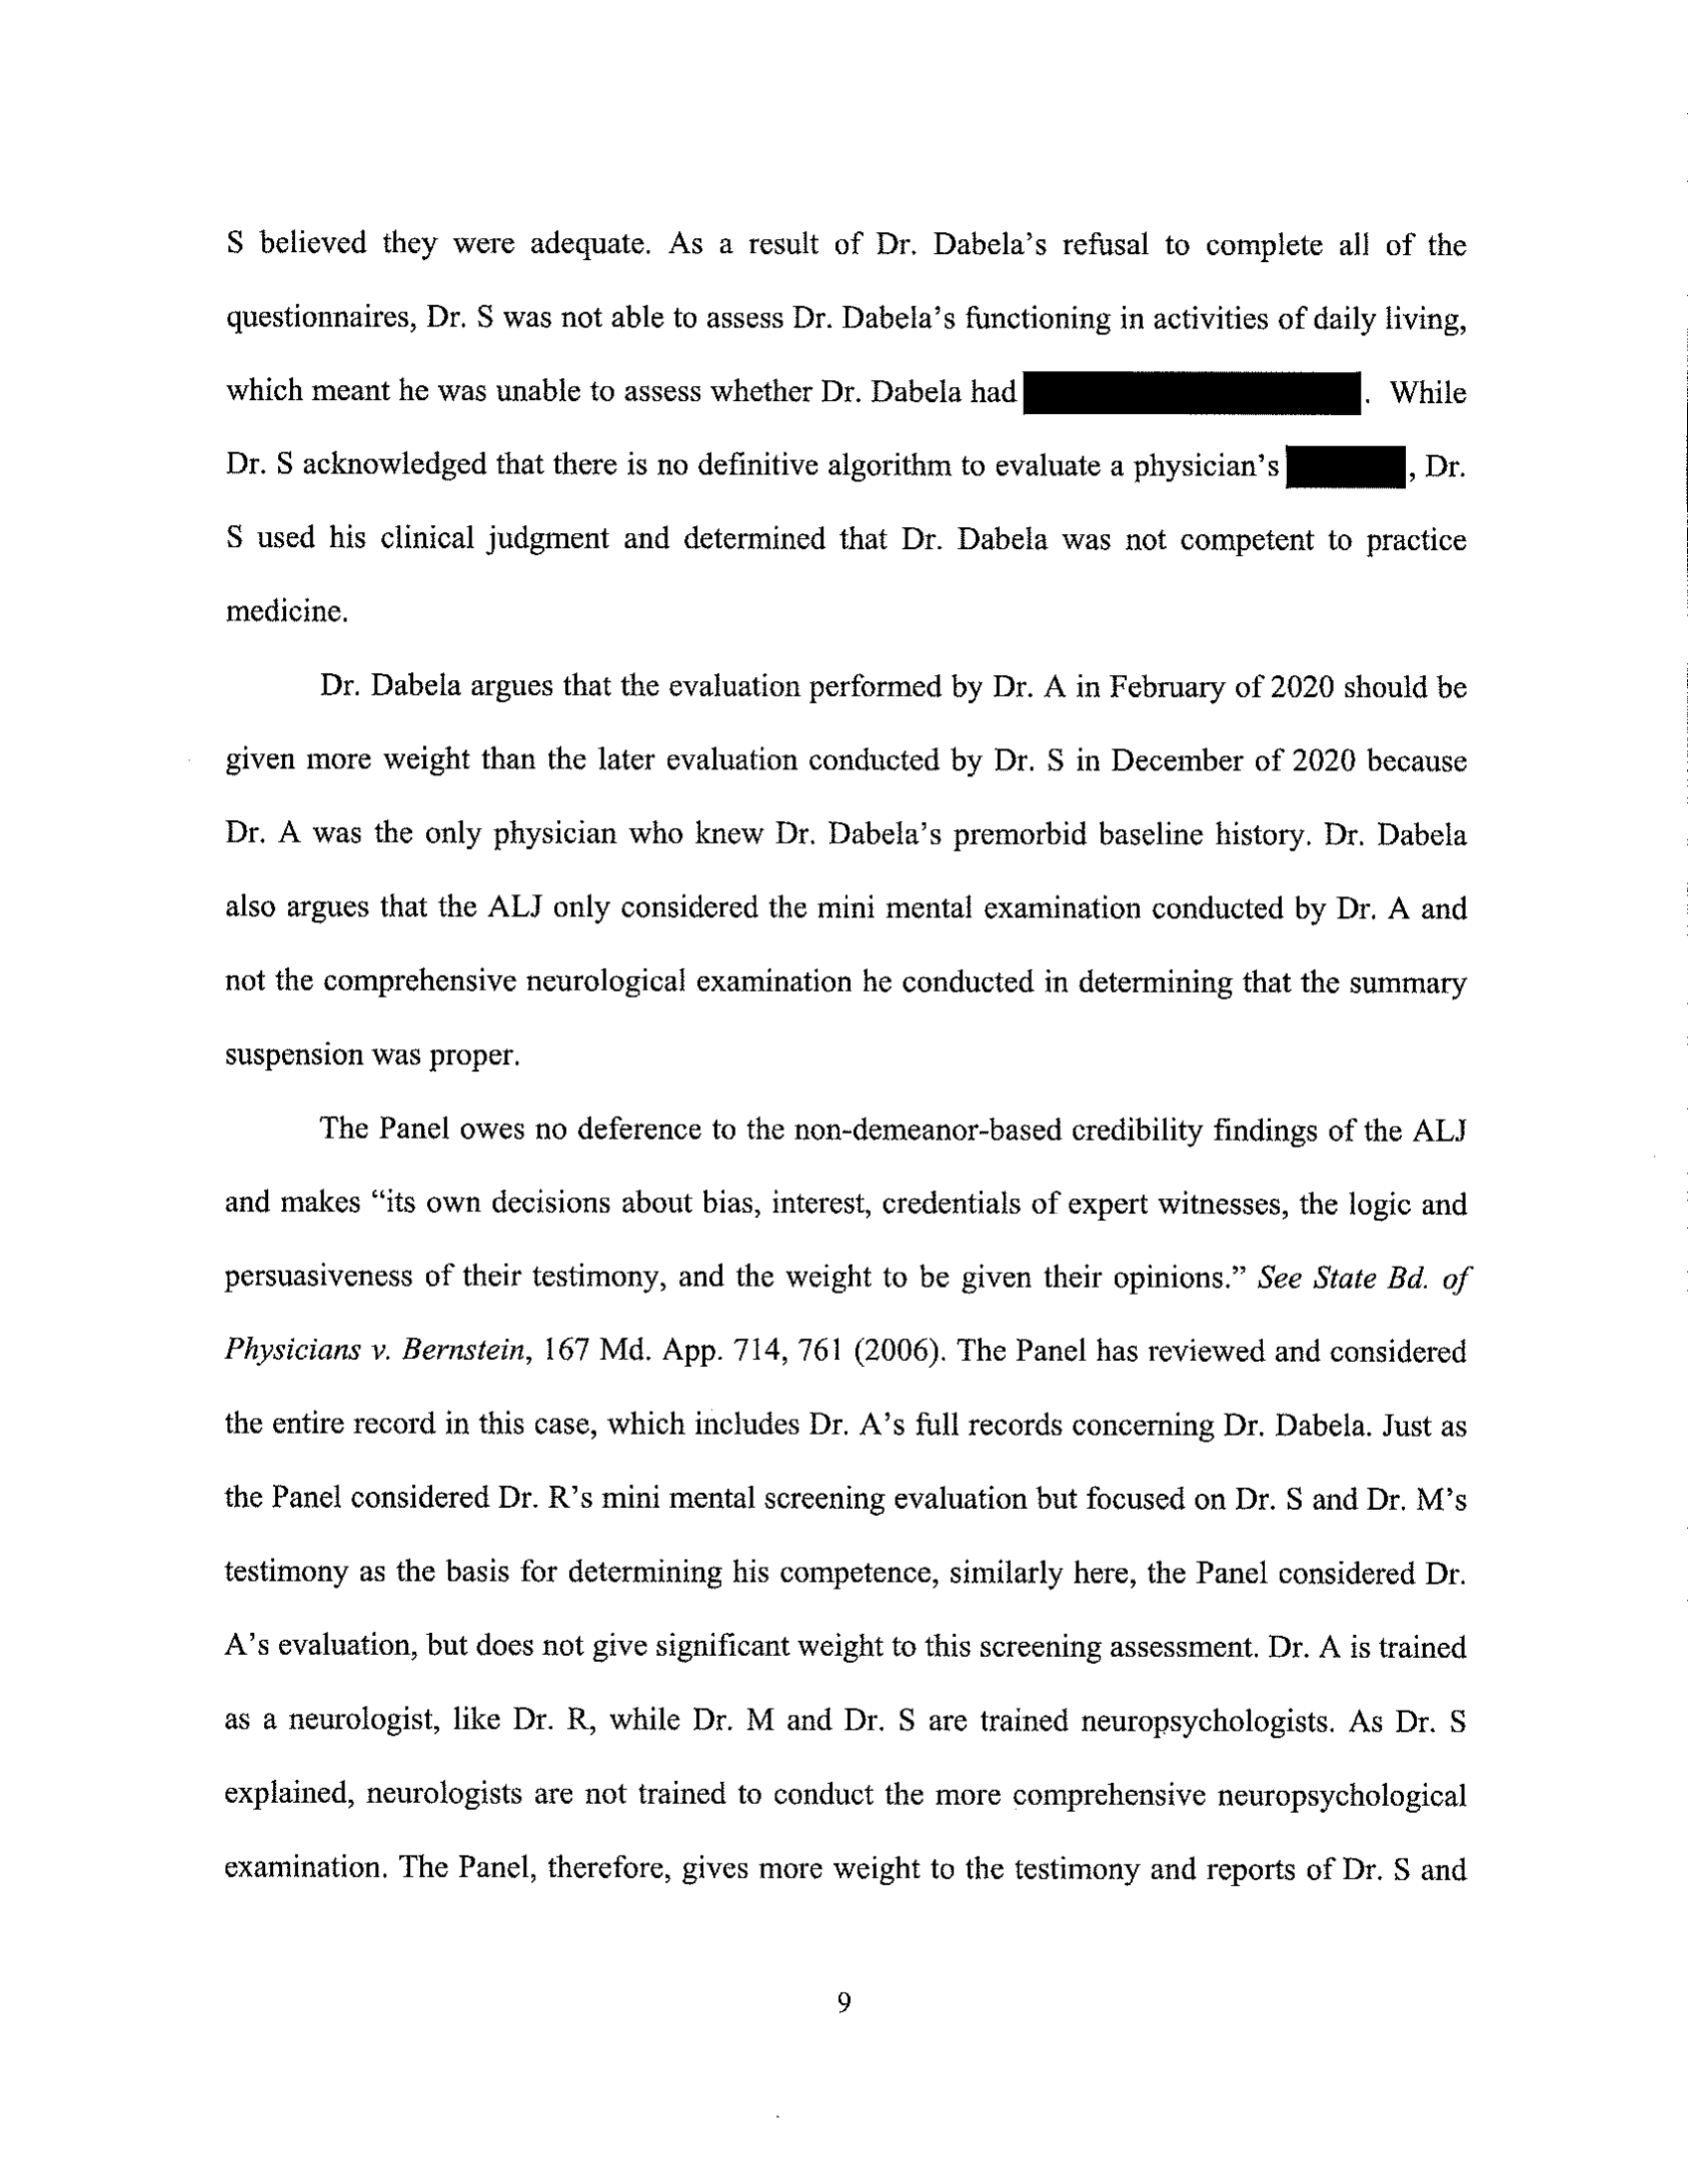 S believed they were adequate. As a result of Dr. Dabela's refusal to complete all of the
questionnaires, Dr. S was not able to assess Dr. Dabela's functioning in activities of daily living,
which meant he was unable to assess whether Dr. Dabela had . While
Dr. S acknowledged that there is no definitive algorithm to evaluate a physician's , Dr.
S used his clinical judgment and determined that Dr. Dabela was not competent to practice
medicine.
Dr. Dabela argues that the evaluation performed by Dr. A in February of 2020 should be
given more weight than the later evaluation conducted by Dr. S in December of 2020 because
Dr. A was the only physician who knew Dr. Dabela's premorbid baseline history. Dr. Dabela
also argues that the ALJ only considered the mini mental examination conducted by Dr. A and
not the comprehensive neurological examination he conducted in determining that the summary
suspension was proper.
The Panel owes no deference to the non-demeanor-based credibility findings of the ALJ
and makes “its own decisions about bias, interest, credentials of expert witnesses, the logic and
persuasiveness of their testimony, and the weight to be given their opinions.” See State Bd. of
Physicians v. Bernstein, 167 Md. App. 714, 761 (2006). The Panel has reviewed and considered
the entire record in this case, which includes Dr. A's full records concerning Dr. Dabela. Just as
the Panel considered Dr. R's mini mental screening evaluation but focused on Dr. S and Dr. M's
testimony as the basis for determining his competence, similarly here, the Panel considered Dr.
A's evaluation, but does not give significant weight to this screening assessment. Dr. A is trained
as a neurologist, like Dr. R, while Dr. M and Dr. S are trained neuropsychologists. As Dr. S
explained, neurologists are not trained to conduct the more comprehensive neuropsychological
examination. The Panel, therefore, gives more weight to the testimony and reports of Dr. S and
9